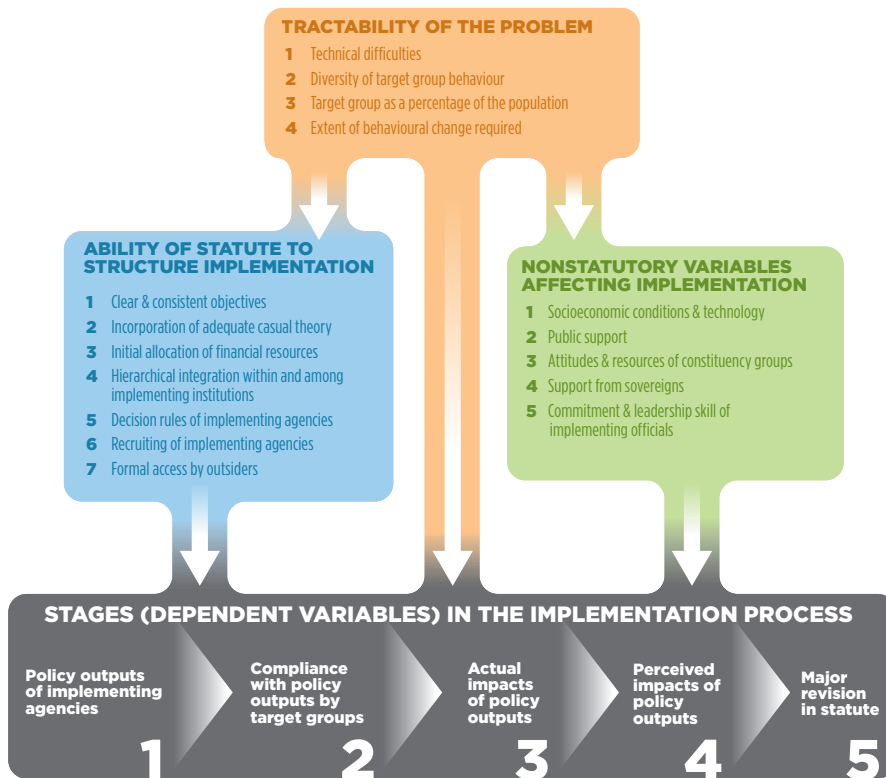 TRACTABILITY OF THE PROBLEM
1 Technical difficulties
2 Diversity of target group behaviour
3 Target group as a percentage of the population
4 Extent of behavioural change required
ABILITY OF STATUTE TO
STRUCTURE IMPLEMENTATION
1 Clear & consistent objectives
2 Incorporation of adequate casual theory
3 Initial allocation of financial resources
4 Hierarchical integration within and among
implementing institutions
5 Decision rules of implementing agencies
6 Recruiting of implementing agencies
7 Formal access by outsiders
NONSTATUTORY VARIABLES
AFFECTING IMPLEMENTATION
1 Socioeconomic conditions & technology
2 Public support
3 Attitudes & resources of constituency groups
4 Support from sovereigns
5 Commitment & leadership skill of
implementing officials
STAGES (DEPENDENT VARIABLES) IN THE IMPLEMENTATION PROCESS
Policy outputs
of implementing
agencies
1
Compliance
with policy
outputs by
target groups
2
Actual
impacts
of policy
outputs
3
Perceived
impacts of
policy
outputs
4
Major
revision
in statute
5